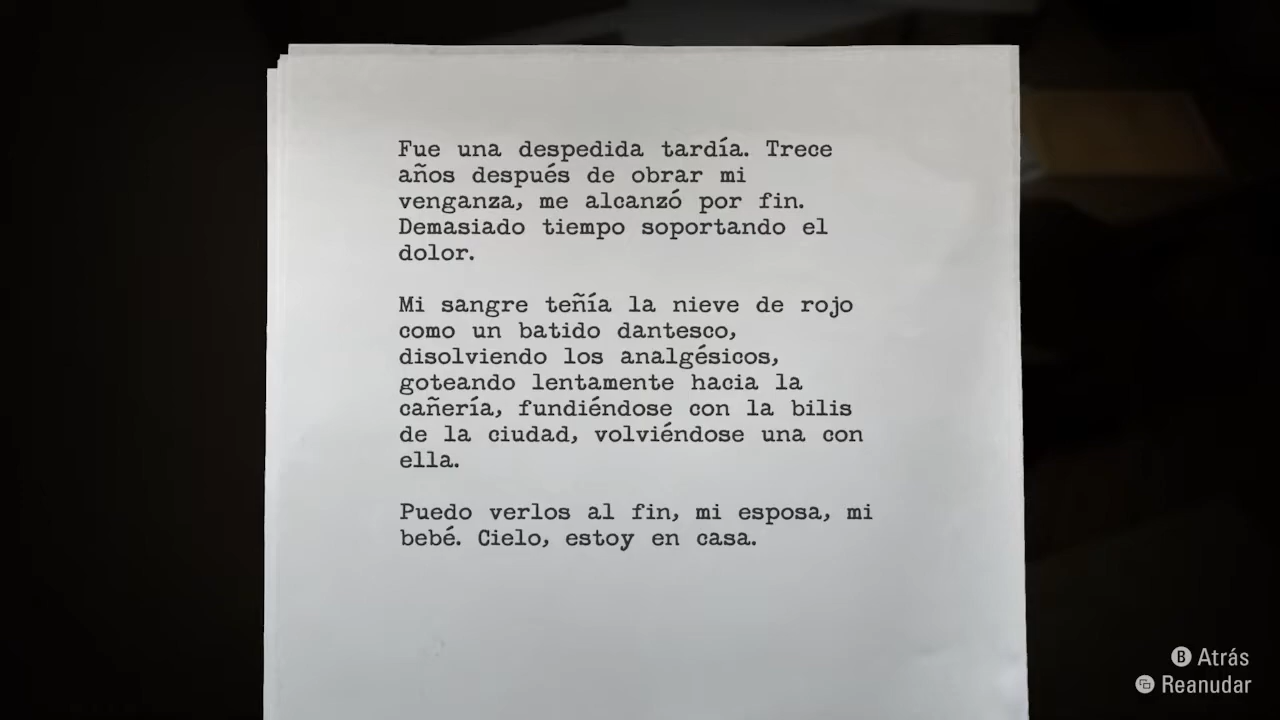 Fue una despedida tardía. Trece
años después de obrar mi
venganza, me alcanzó por fin.
Demasiado tiempo soportando el
dolor.
Mi sangre teñía la nieve de rojo
como un batido dantesco,
disolviendo los analgésicos,
goteando lentamente hacia la
cañería, fundiéndose con la bilis
de la ciudad, volviéndose una con
ella.
Puedo verlos al fin, mi esposa, mi
bebé. Cielo, estoy en casa.
B Atrás
Reanudar